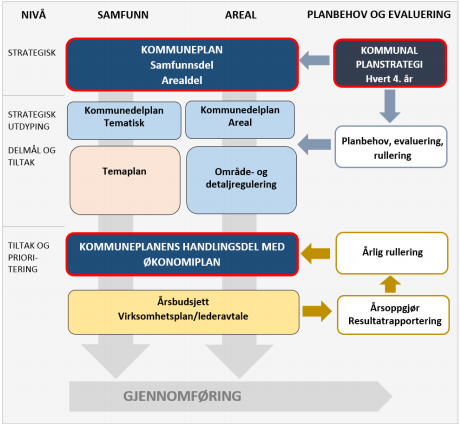 NIVÅ
SAMFUNN
AREAL
PLANBEHOV OG EVALUERING
STRATEGISK
KOMMUNEPLAN
Samfunnsdel
Arealdel
KOMMUNAL
PLANSTRATEGI
Hvert 4. år
STRATEGISK
UTDYPING
DELMÅL OG
TILTAK
Kommunedelplan
Tematisk
Kommunedelplan
Areal
Planbehov, evaluering,
rullering
Temaplan
Område- og
detaljregulering
TILTAK OG
PRIORI-
TERING
KOMMUNEPLANENS HANDLINGSDEL MED
ØKONOMIPLAN
Årlig rullering
Årsbudsjett
Virksomhetsplan/lederavtale
Årsoppgjør
Resultatrapportering
GJENNOMFØRING